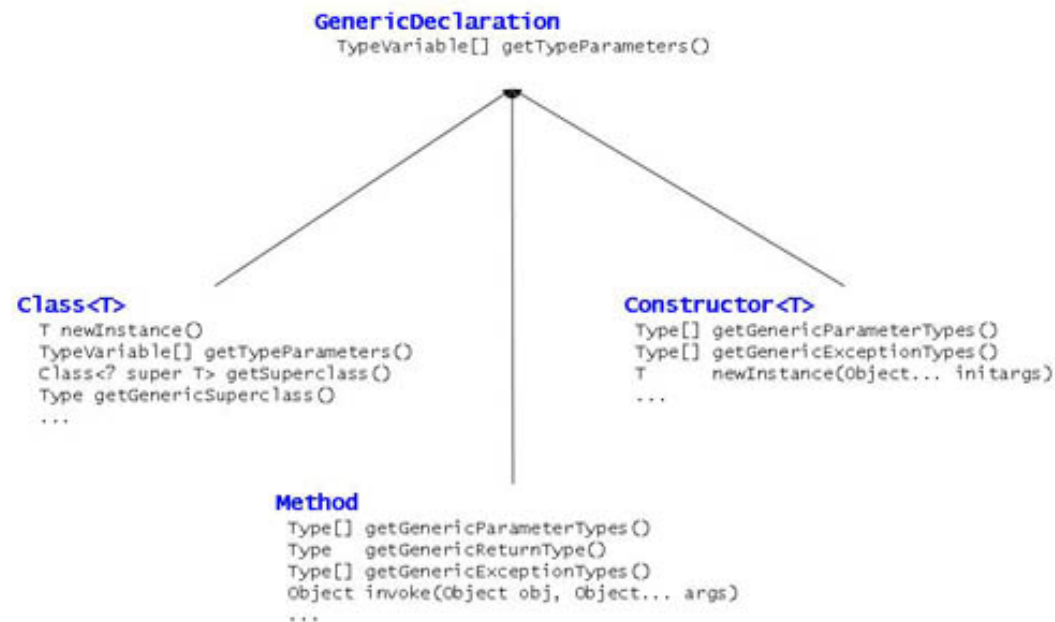 GenericDeclaration
TypeVariable[] getTypeParameters()
Class<T>
T newInstance()
TypeVariable[] getTypeParameters()
Class<? super T> getSuperclass()
Type getGenericSuperclass()
...
Constructor<T>
Type[] getGenericParameterTypes()
Type[] getGenericExceptionTypes()
T newInstance(Object... initargs)
...
Method
Type[] getGenericParameterTypes()
Type getGenericReturnType()
Type[] getGenericExceptionTypes()
Object invoke(Object obj, Object... args)
...